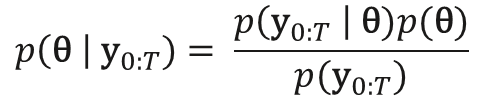 p(θ | y₀:T) = p(y₀:T | θ)p(θ) / p(y₀:T)